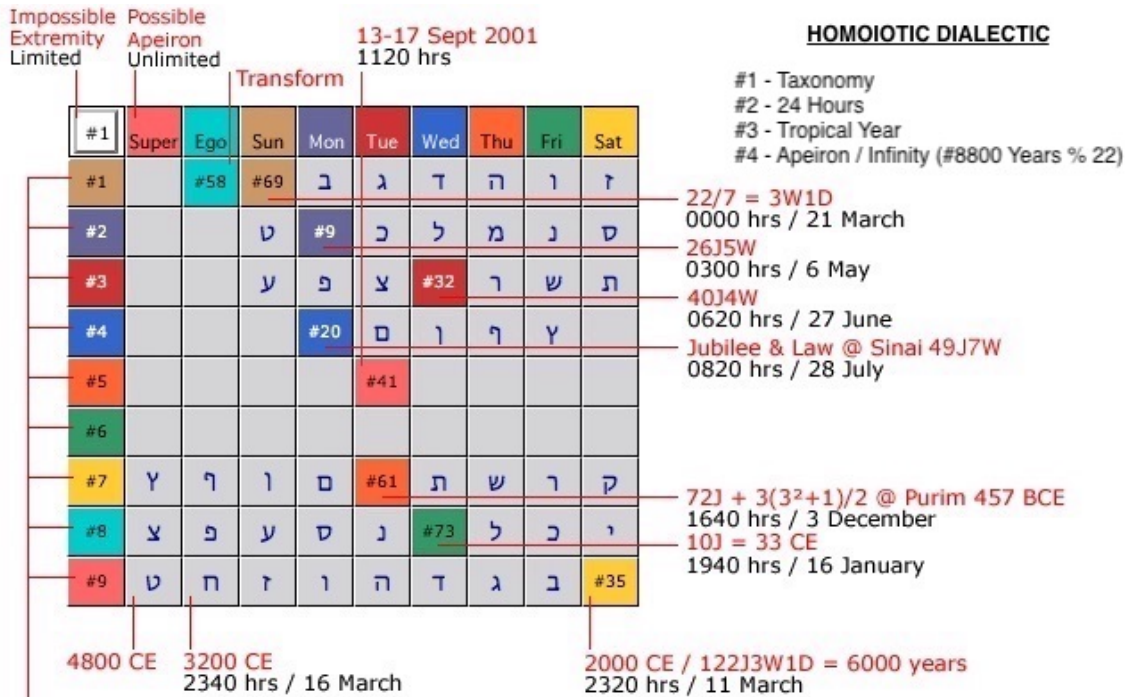 Impossible Extremity
Limited
Possible Apeiron
Unlimited
Transform
13-17 Sept 2001
1120 hrs
HOMOIOTIC DIALECTIC
#1 - Taxonomy
#2 - 24 Hours
#3 - Tropical Year
#4 - Apeiron / Infinity (#8800 Years % 22)
#1 Super Ego Sun Mon Tue Wed Thu Fri Sat
#1 #58 #69 ב ג ד ה ו ז
#2 ט #9 כ ל מ נ ס
#3 ע פ צ #32 ר ש ת
#4 #20 ם ן ף ץ
#5 #41
#6
#7 ץ ף ן ם #61 ת ש ר ק
#8 צ פ ע ס נ #73 ל כ י
#9 ט ח ז ו ה ד ג ב #35
22/7 = 3W1D
0000 hrs / 21 March
26J5W
0300 hrs / 6 May
40J4W
0620 hrs / 27 June
Jubilee & Law @ Sinai 49J7W
0820 hrs / 28 July
72J + 3(3²+1)/2 @ Purim 457 BCE
1640 hrs / 3 December
10J = 33 CE
1940 hrs / 16 January
4800 CE
3200 CE
2340 hrs / 16 March
2000 CE / 122J3W1D = 6000 years
2320 hrs / 11 March